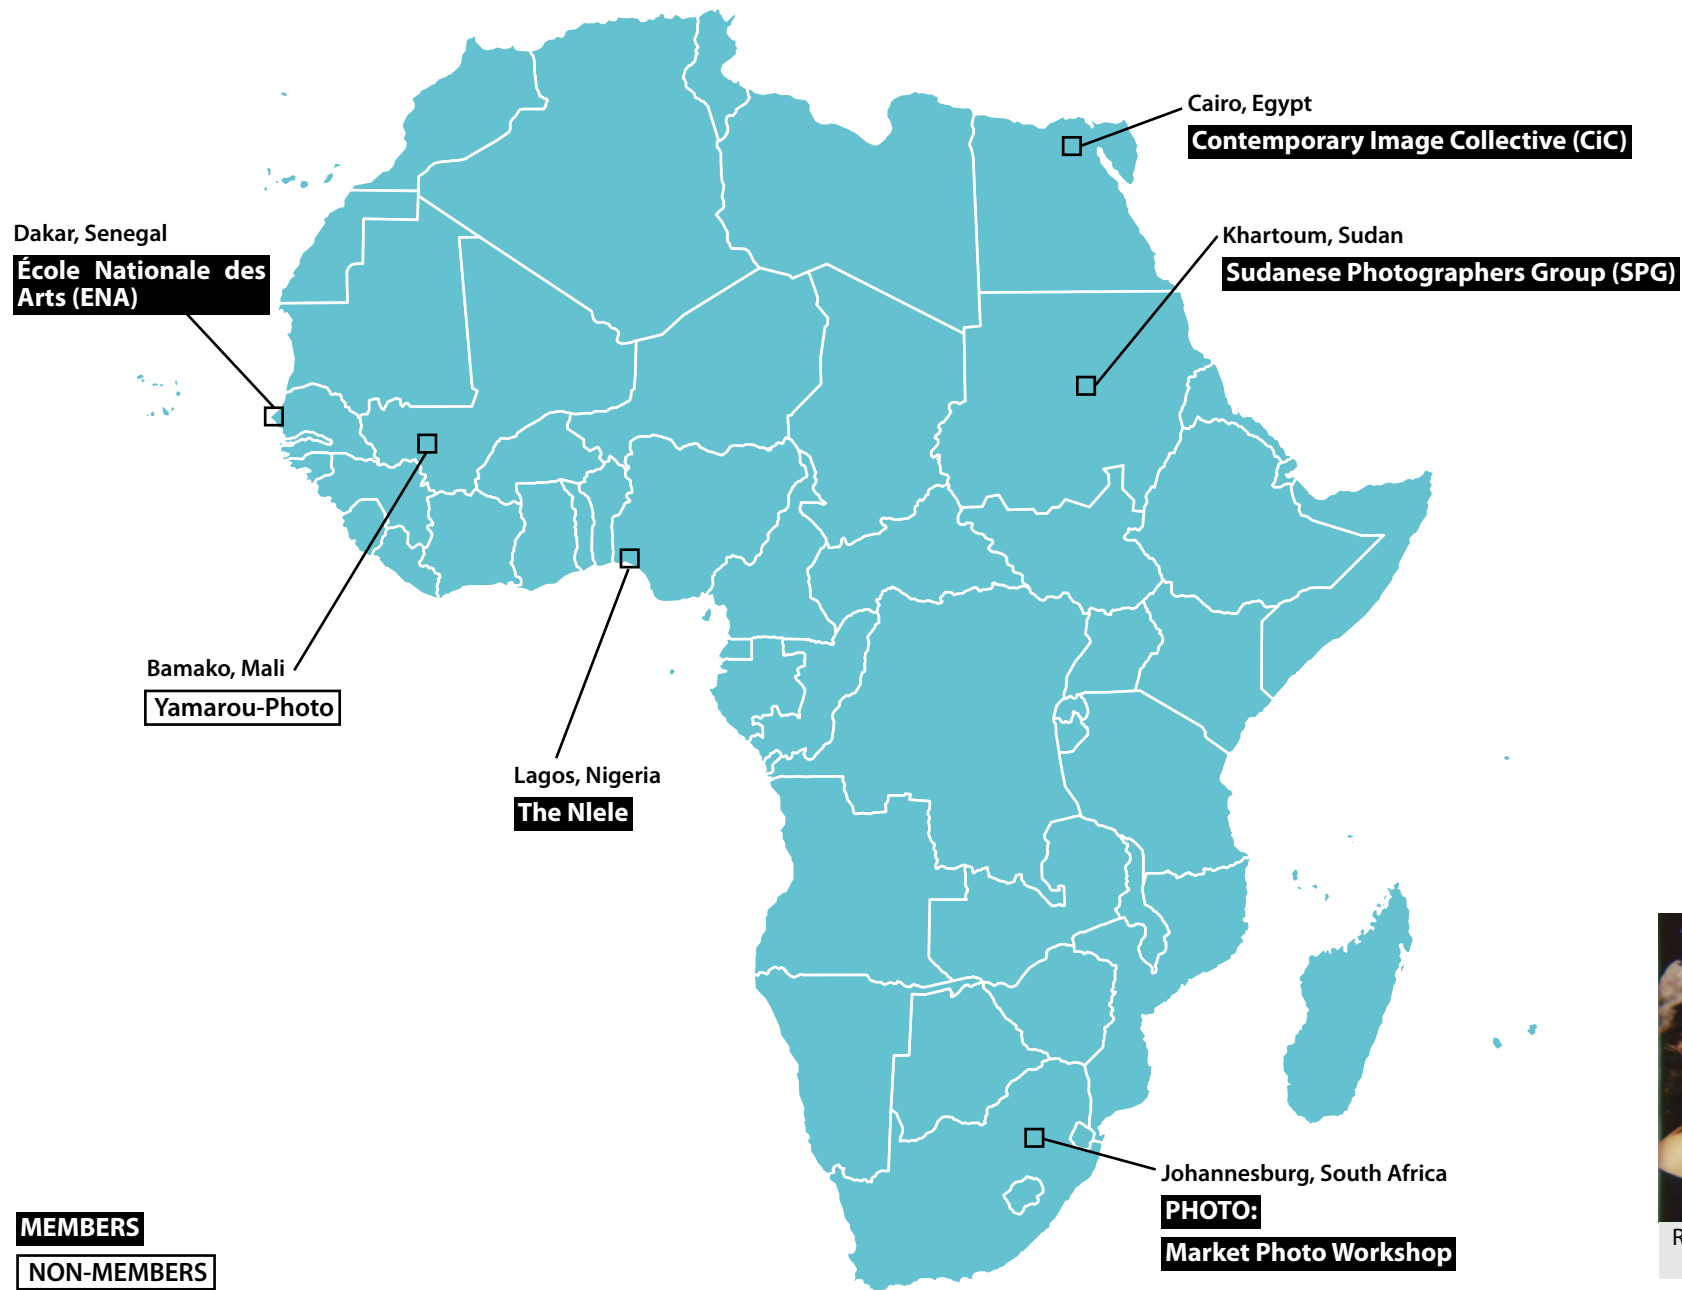 Cairo, Egypt
Contemporary Image Collective (CiC)
Khartoum, Sudan
Sudanese Photographers Group (SPG)
Dakar, Senegal
École Nationale des
Arts (ENA)
Bamako, Mali
Yamarou-Photo
Lagos, Nigeria
The Nlele
Johannesburg, South Africa
PHOTO:
Market Photo Workshop
MEMBERS
NON-MEMBERS
R